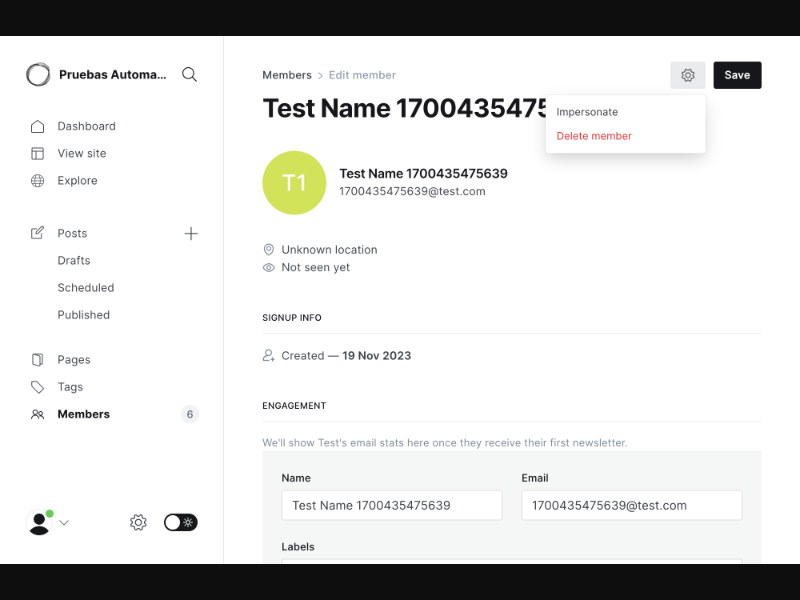 Pruebas Automa...
Dashboard
View site
Explore
Posts
Drafts
Scheduled
Published
Pages
Tags
Members
6
Members > Edit member
Save
Test Name 1700435475
Impersonate
Delete member
T1
Test Name 1700435475639
1700435475639@test.com
Unknown location
Not seen yet
SIGNUP INFO
Created — 19 Nov 2023
ENGAGEMENT
We'll show Test's email stats here once they receive their first newsletter.
Name
Email
Test Name 1700435475639
1700435475639@test.com
Labels